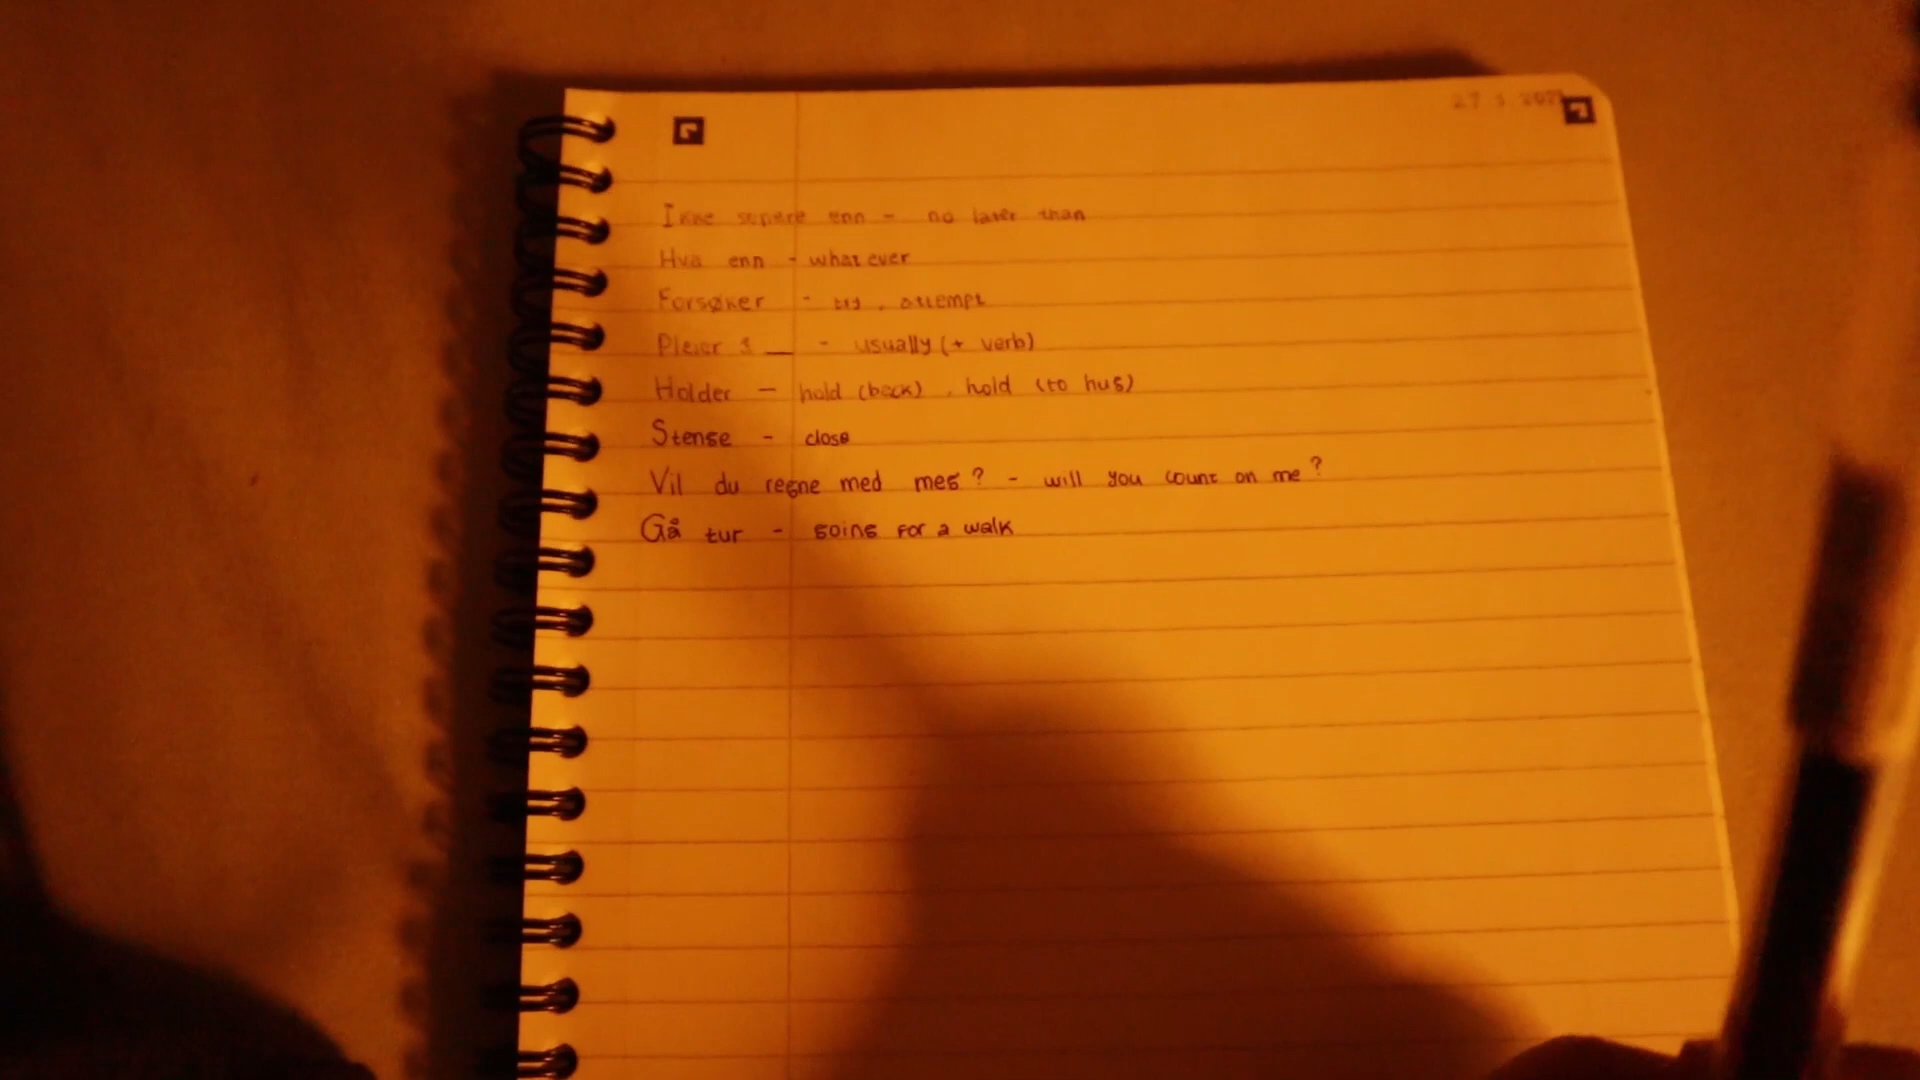 Ikke senere enn - no later than
Hva enn - what ever
Forsøker - try, attempt
Pleier å __ - usually (+ verb)
Holder - hold (back), hold (to hug)
Stenge - close
Vil du regne med meg? - will you count on me?
Gå tur - going for a walk